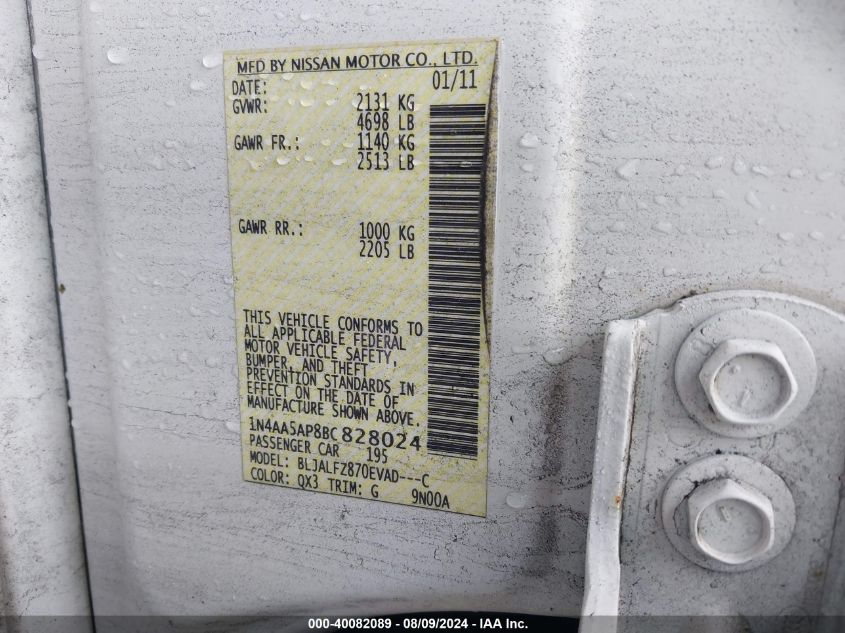 MFD BY NISSAN MOTOR CO., LTD.
DATE: 01/11
GVWR: 2131 KG
4698 LB
GAWR FR.: 1140 KG
2513 LB
GAWR RR.: 1000 KG
2205 LB
THIS VEHICLE CONFORMS TO
ALL APPLICABLE FEDERAL
MOTOR VEHICLE SAFETY,
BUMPER, AND THEFT
PREVENTION STANDARDS IN
EFFECT ON THE DATE OF
MANUFACTURE SHOWN ABOVE.
1N4AA5AP8BC828024
PASSENGER CAR 195
MODEL: BLJALFZ870EVAD---C
COLOR: QX3 TRIM: G 9N00A
000-40082089 - 08/09/2024 - IAA Inc.